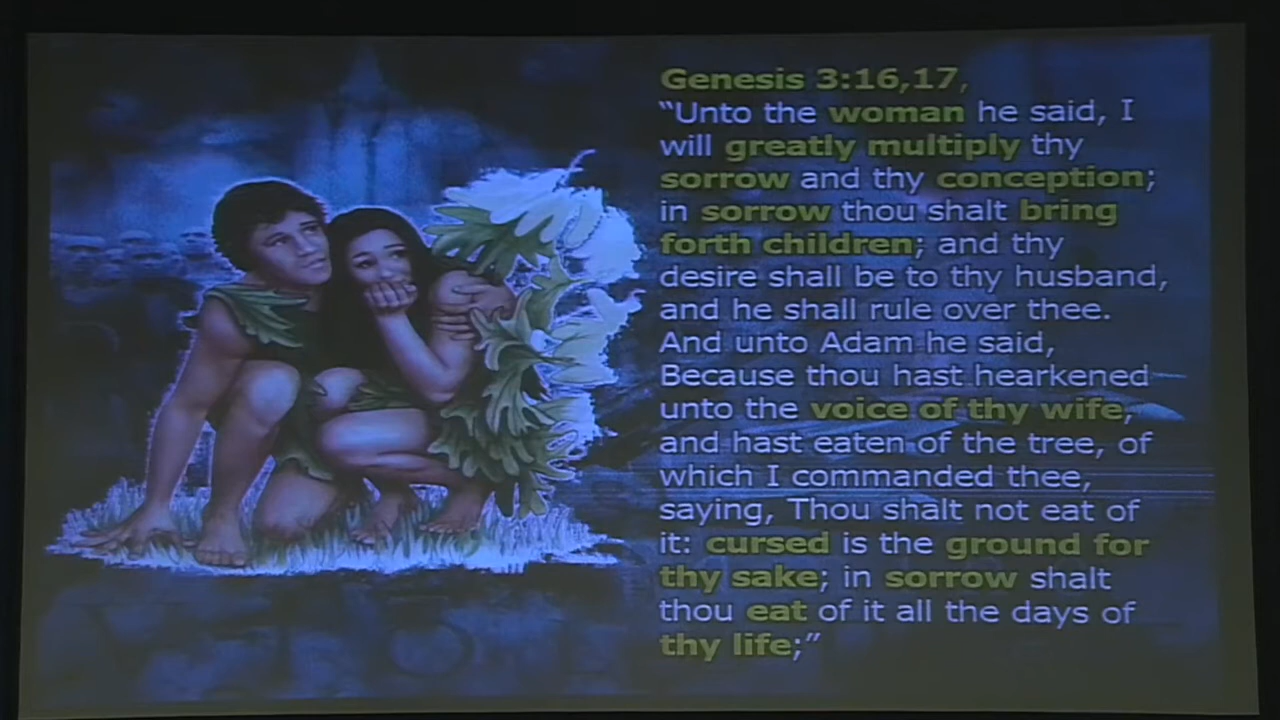 Genesis 3:16,17,
“Unto the woman he said, I
will greatly multiply thy
sorrow and thy conception;
in sorrow thou shalt bring
forth children; and thy
desire shall be to thy husband,
and he shall rule over thee.
And unto Adam he said,
Because thou hast hearkened
unto the voice of thy wife,
and hast eaten of the tree, of
which I commanded thee,
saying, Thou shalt not eat of
it: cursed is the ground for
thy sake; in sorrow shalt
thou eat of it all the days of
thy life;”